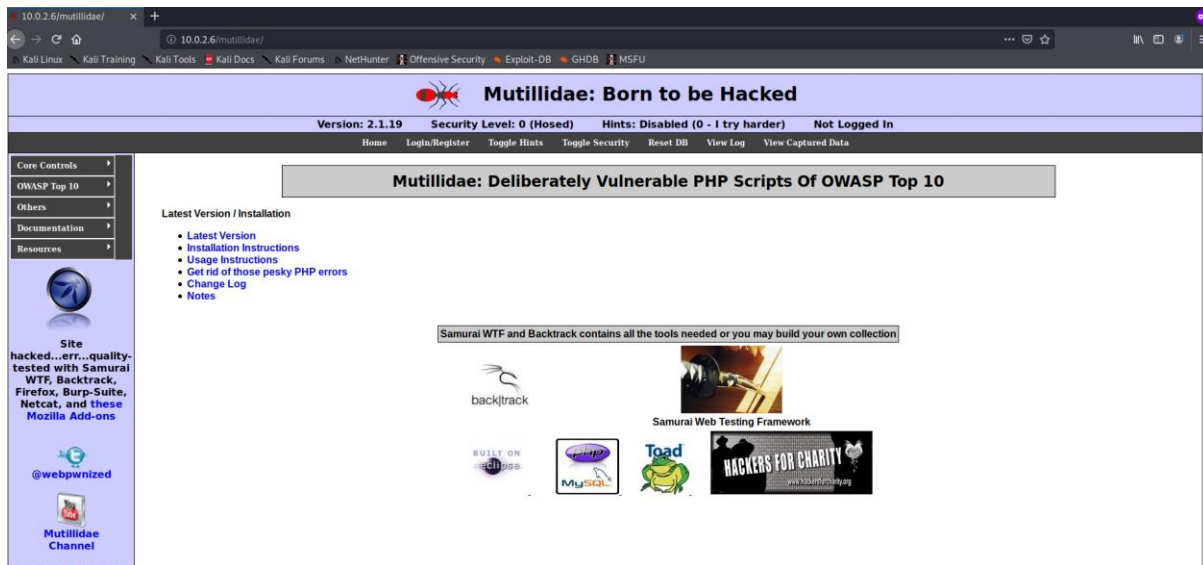 10.0.2.6/mutillidae/
10.0.2.6/mutillidae/
Kali Linux Kali Training Kali Tools Kali Docs Kali Forums NetHunter Offensive Security Exploit-DB GHDB MSFU
Mutillidae: Born to be Hacked
Version: 2.1.19 Security Level: 0 (Hosed) Hints: Disabled (0 - I try harder) Not Logged In
Home Login/Register Toggle Hints Toggle Security Reset DB View Log View Captured Data
Core Controls
OWASP Top 10
Others
Documentation
Resources
Site
hacked...err...quality-
tested with Samurai
WTF, Backtrack,
Firefox, Burp-Suite,
Netcat, and these
Mozilla Add-ons
@webpwnized
Tube
Mutillidae
Channel
Mutillidae: Deliberately Vulnerable PHP Scripts Of OWASP Top 10
Latest Version / Installation
Latest Version
Installation Instructions
Usage Instructions
Get rid of those pesky PHP errors
Change Log
Notes
Samurai WTF and Backtrack contains all the tools needed or you may build your own collection
back|track
Samurai Web Testing Framework
BUILT ON
eclipse
php
MySQL
Toad
HACKERS FOR CHARITY
www.hackersforcharity.org